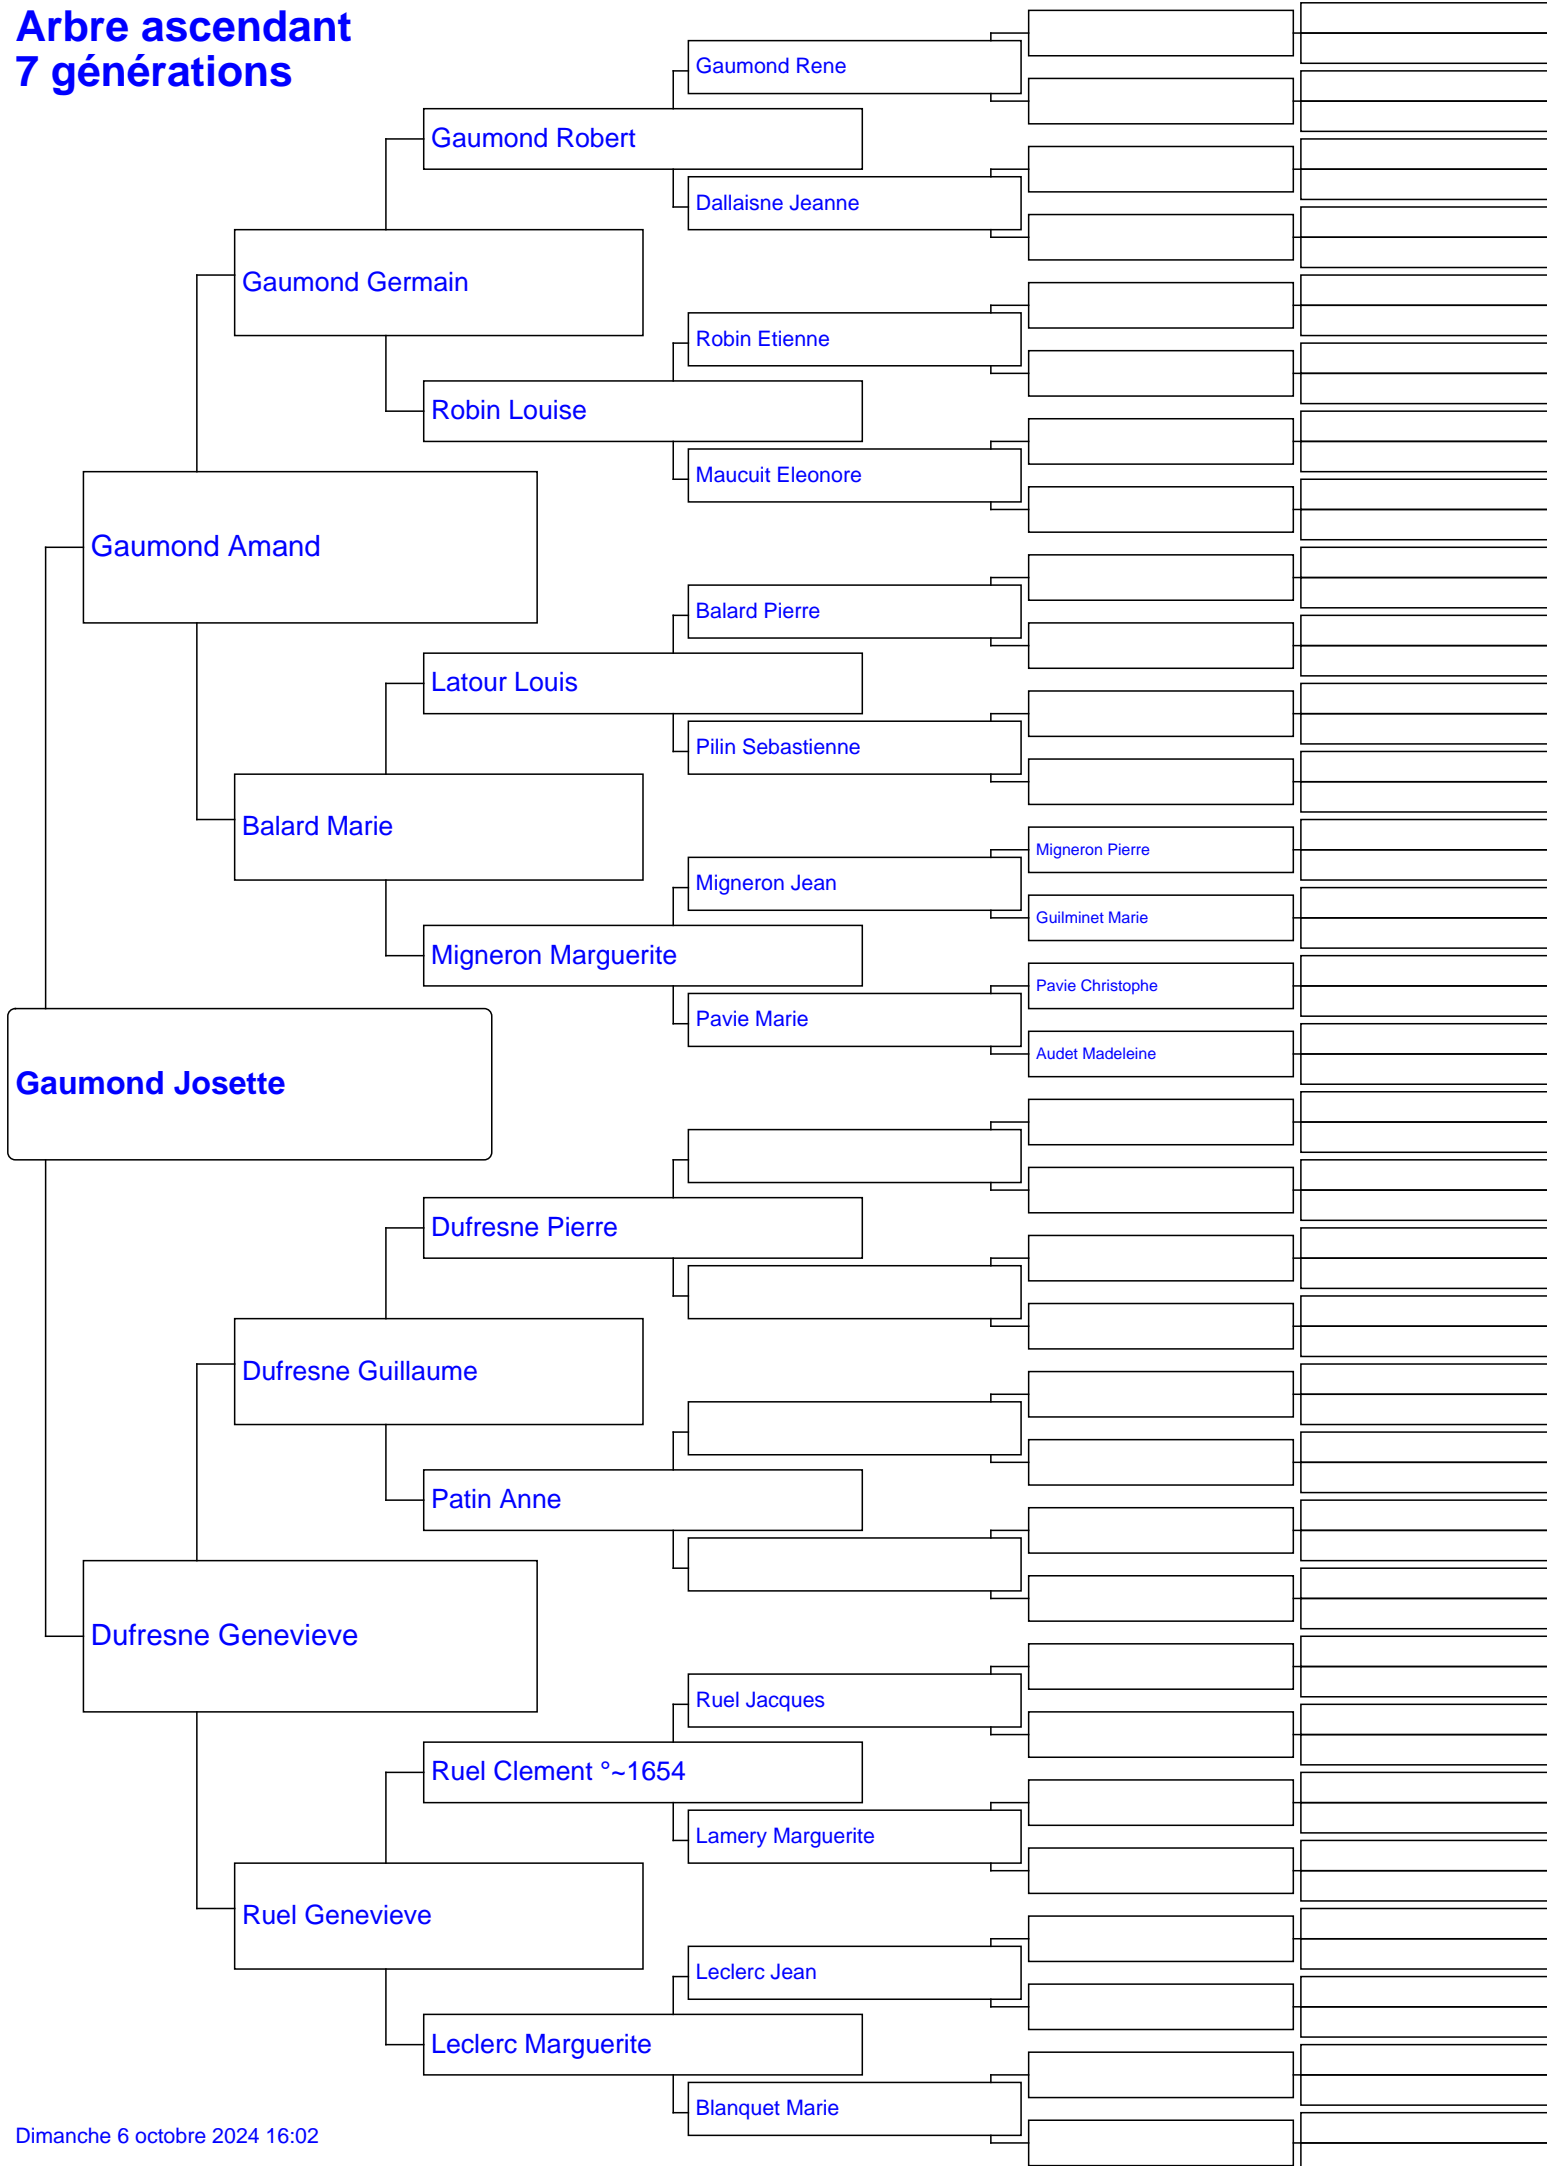 Arbre ascendant
7 générations
Gaumond Rene
Gaumond Robert
Dallaisne Jeanne
Gaumond Germain
Robin Etienne
Robin Louise
Maucuit Eleonore
Gaumond Amand
Balard Pierre
Latour Louis
Pilin Sebastienne
Balard Marie
Migneron Pierre
Migneron Jean
Guilminet Marie
Migneron Marguerite
Pavie Christophe
Pavie Marie
Audet Madeleine
Gaumond Josette
Dufresne Pierre
Dufresne Guillaume
Patin Anne
Dufresne Genevieve
Ruel Jacques
Ruel Clement °~1654
Lamery Marguerite
Ruel Genevieve
Leclerc Jean
Leclerc Marguerite
Blanquet Marie
Dimanche 6 octobre 2024 16:02